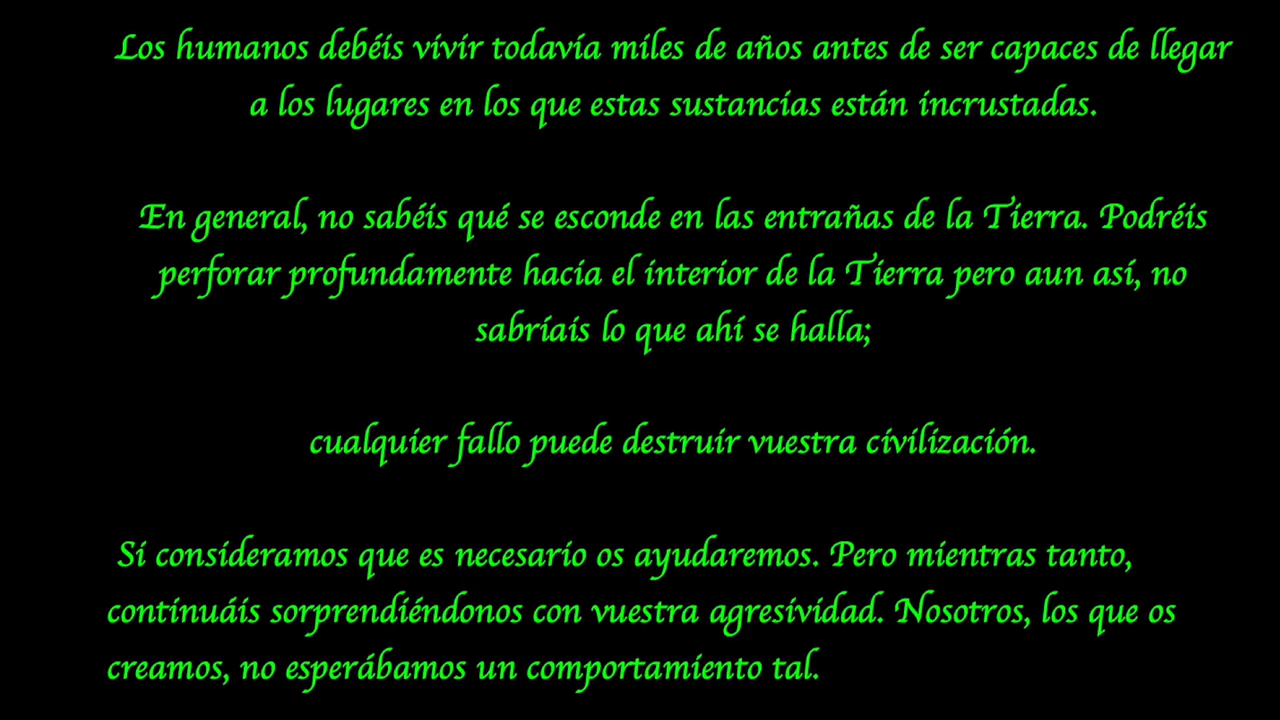 Los humanos debéis vivir todavía miles de años antes de ser capaces de llegar
a los lugares en los que estas sustancias están incrustadas.
En general, no sabéis qué se esconde en las entrañas de la Tierra. Podréis
perforar profundamente hacia el interior de la Tierra pero aun así, no
sabríais lo que ahí se halla;
cualquier fallo puede destruir vuestra civilización.
Si consideramos que es necesario os ayudaremos. Pero mientras tanto,
continuáis sorprendiéndonos con vuestra agresividad. Nosotros, los que os
creamos, no esperábamos un comportamiento tal.